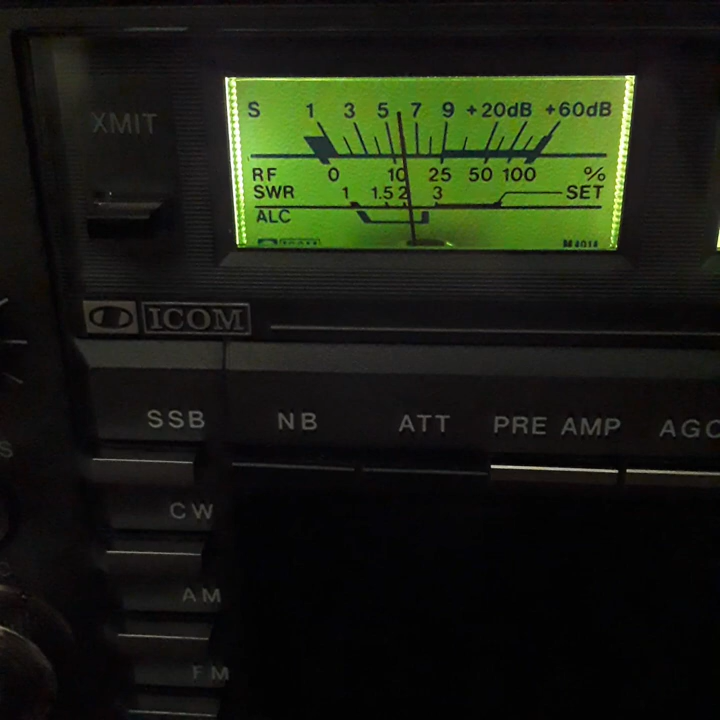 XMIT
S 1 3 5 7 9 +20dB +60dB
RF 0 10 25 50 100 %
SWR 1 1.5 2 3 SET
ALC
ICOM
ICOM
SSB NB ATT PRE AMP AGC
CW
AM
FM